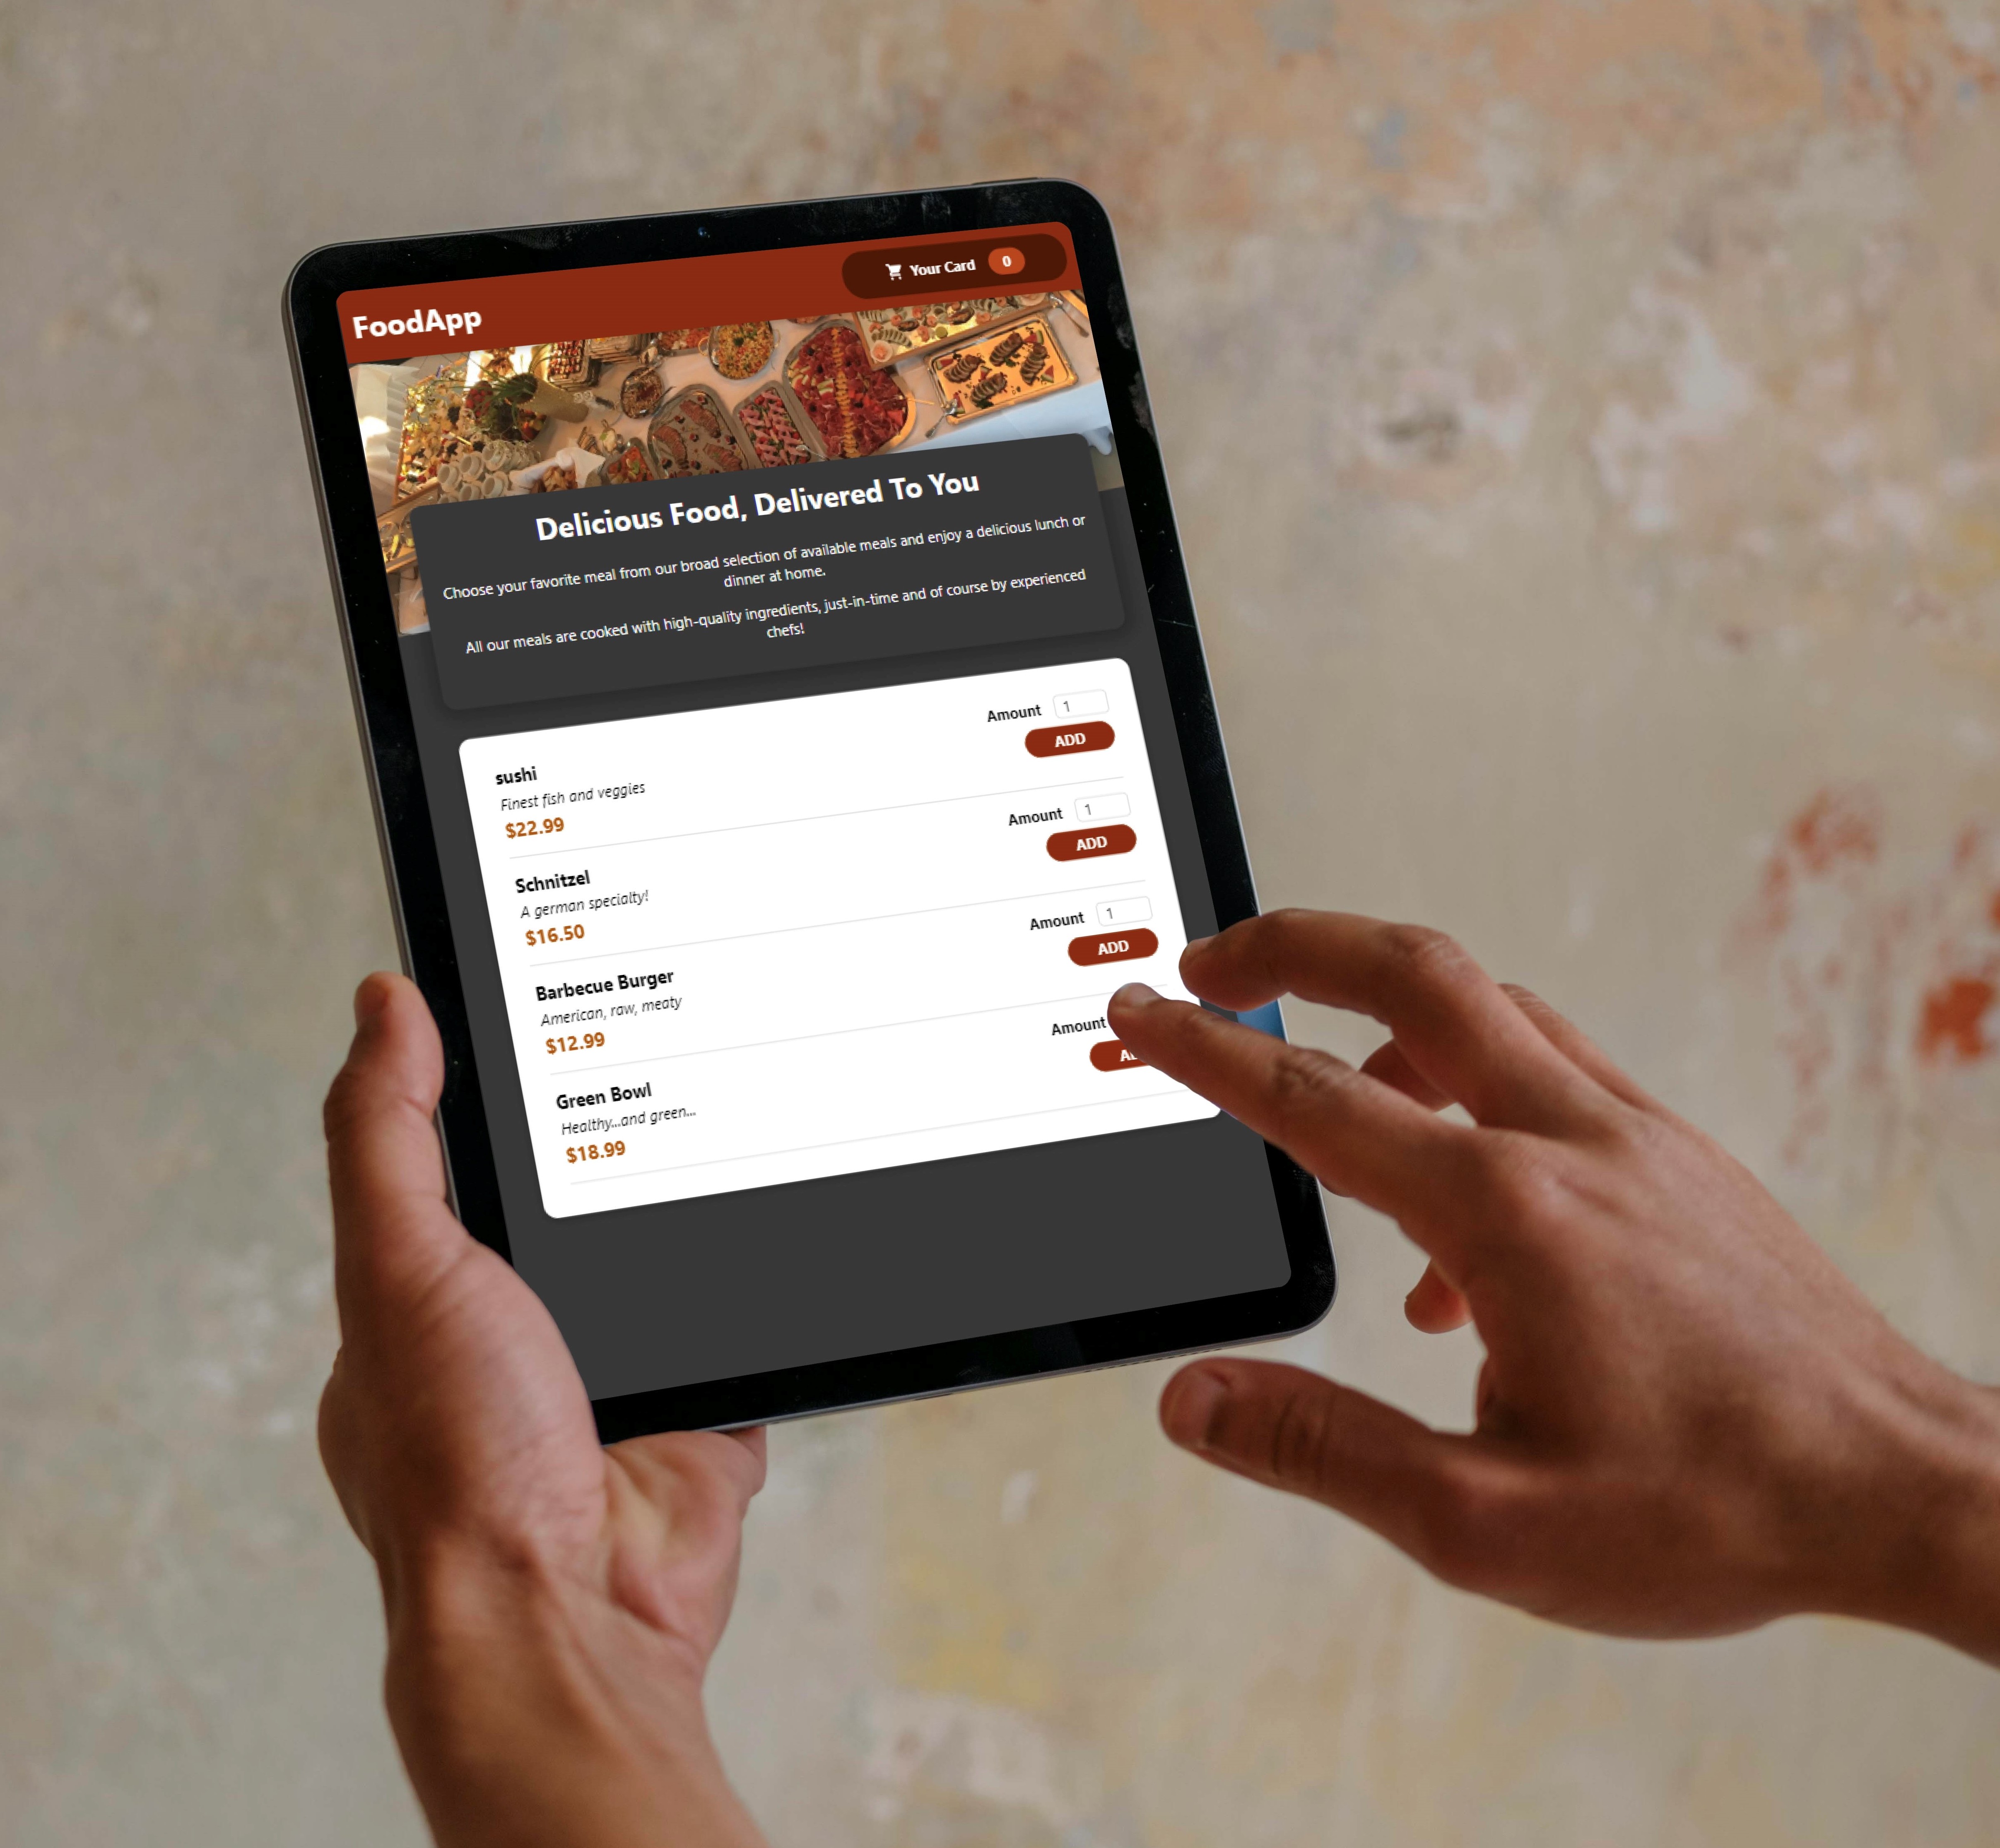 FoodApp
Your Card 0
Delicious Food, Delivered To You
Choose your favorite meal from our broad selection of available meals and enjoy a delicious lunch or
dinner at home.
All our meals are cooked with high-quality ingredients, just-in-time and of course by experienced
chefs!
sushi
Finest fish and veggies
$22.99
Amount 1
ADD
Schnitzel
A german specialty!
$16.50
Amount 1
ADD
Barbecue Burger
American, raw, meaty
$12.99
Amount 1
ADD
Green Bowl
Healthy...and green...
$18.99
Amount